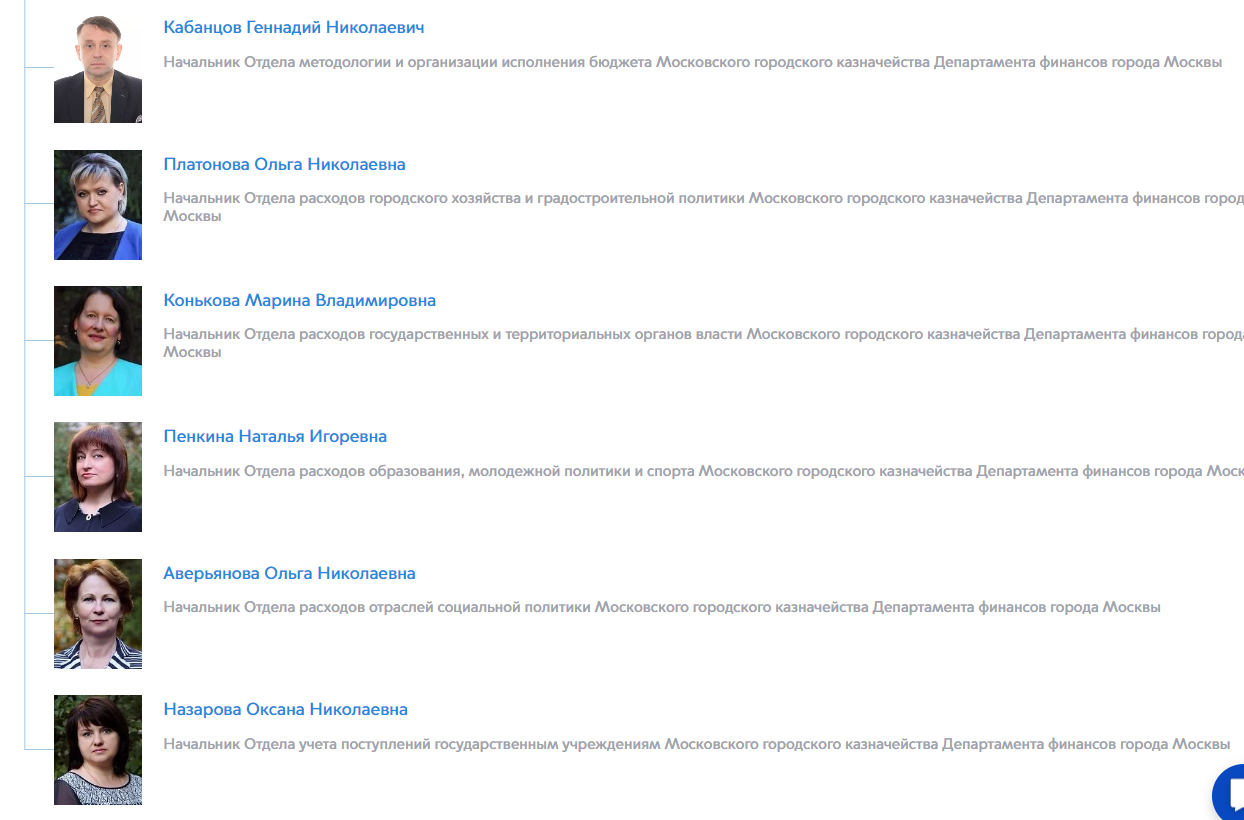 Кабанцов Геннадий Николаевич
Начальник Отдела методологии и организации исполнения бюджета Московского городского казначейства Департамента финансов города Москвы
Платонова Ольга Николаевна
Начальник Отдела расходов городского хозяйства и градостроительной политики Московского городского казначейства Департамента финансов город
Москвы
Конькова Марина Владимировна
Начальник Отдела расходов государственных и территориальных органов власти Московского городского казначейства Департамента финансов города
Москвы
Пенкина Наталья Игоревна
Начальник Отдела расходов образования, молодежной политики и спорта Московского городского казначейства Департамента финансов города Моск
Аверьянова Ольга Николаевна
Начальник Отдела расходов отраслей социальной политики Московского городского казначейства Департамента финансов города Москвы
Назарова Оксана Николаевна
Начальник Отдела учета поступлений государственным учреждениям Московского городского казначейства Департамента финансов города Москвы